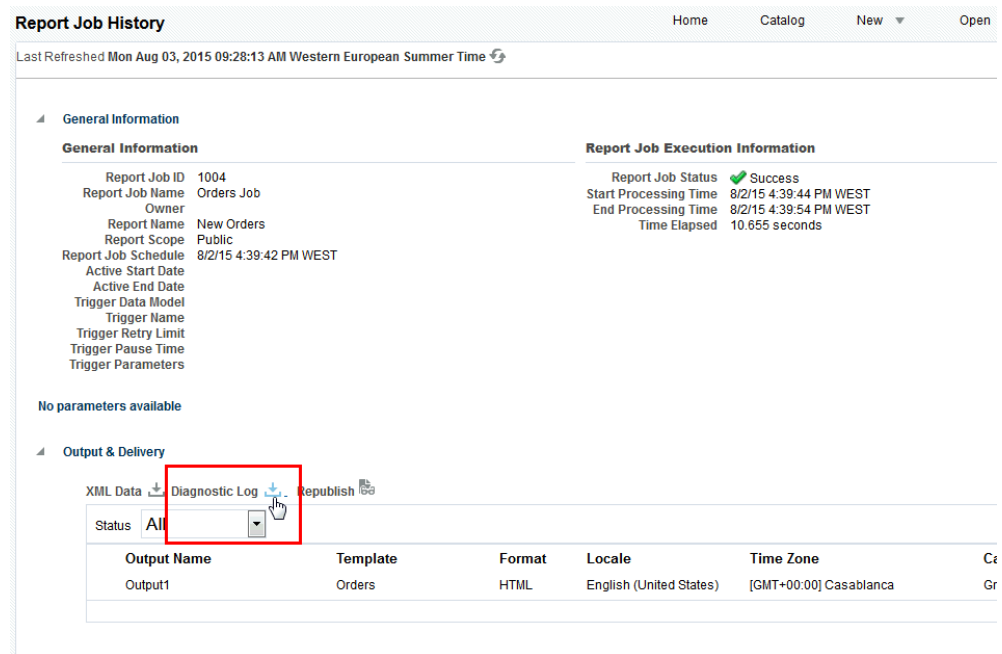 Report Job History Home Catalog New Open
Last Refreshed Mon Aug 03, 2015 09:28:13 AM Western European Summer Time
General Information
General Information
Report Job ID 1004
Report Job Name Orders Job
Owner
Report Name New Orders
Report Scope Public
Report Job Schedule 8/2/15 4:39:42 PM WEST
Active Start Date
Active End Date
Trigger Data Model
Trigger Name
Trigger Retry Limit
Trigger Pause Time
Trigger Parameters
Report Job Execution Information
Report Job Status Success
Start Processing Time 8/2/15 4:39:44 PM WEST
End Processing Time 8/2/15 4:39:54 PM WEST
Time Elapsed 10.655 seconds
No parameters available
Output & Delivery
XML Data Diagnostic Log Republish
Status All
Output Name Template Format Locale Time Zone Ca
Output1 Orders HTML English (United States) [GMT+00:00] Casablanca Gr